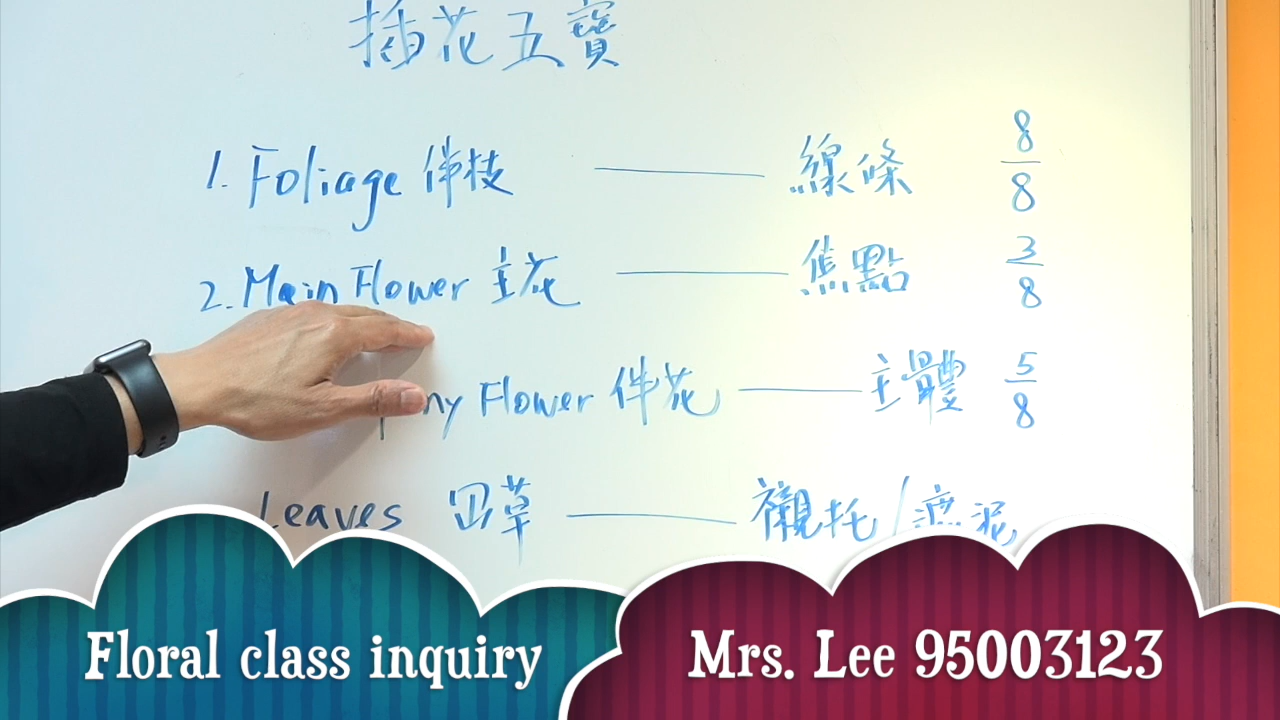 插花五寶
1. Foliage 伴枝 —— 線條 8/8
2. Main Flower 主花 —— 焦點 3/8
ny Flower 伴花 —— 主體 5/8
Leaves 草 —— 襯托/遮泥
Floral class inquiry
Mrs. Lee 95003123